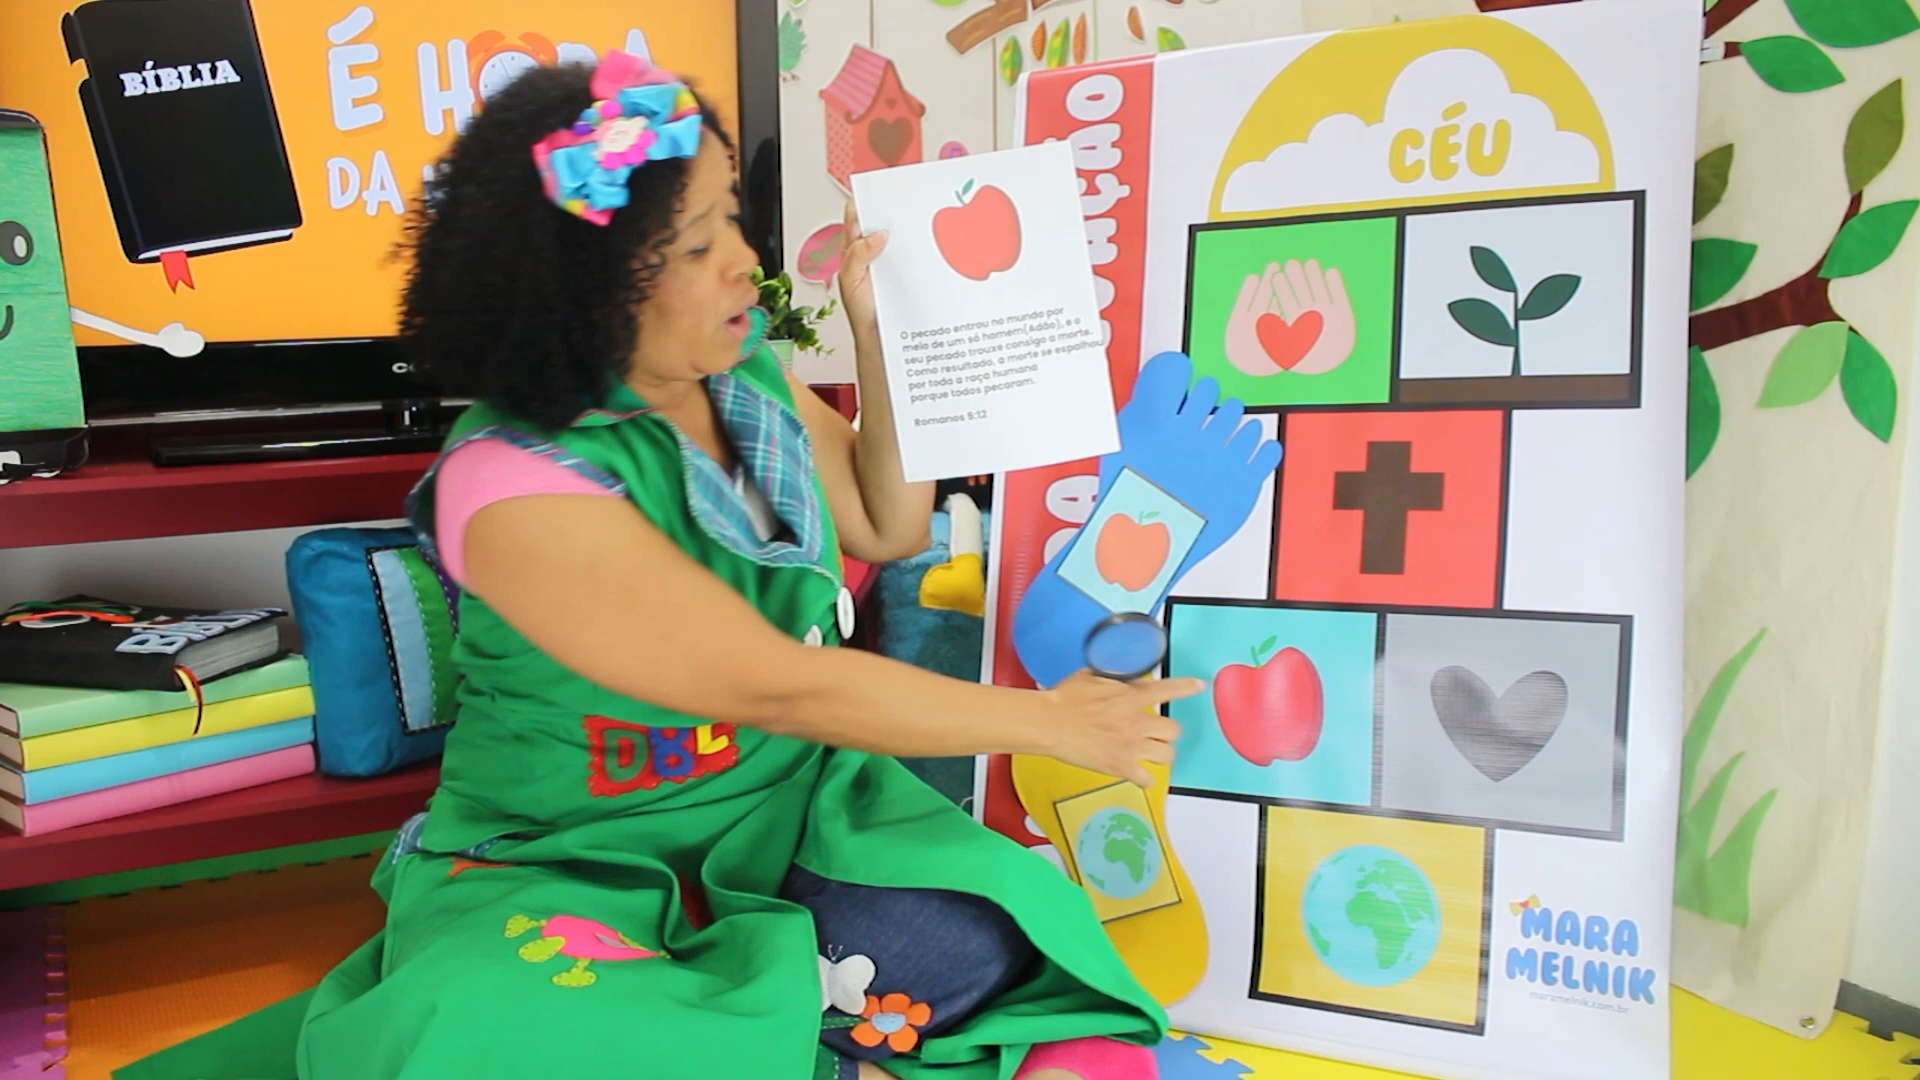 BÍBLIA
É HORA
DA
CÉU
O pecado entrou no mundo por
meio de um só homem(Adão), e o
seu pecado trouxe consigo a morte.
Como resultado, a morte se espalhou
por toda a raça humana
porque todos pecaram.
Romanos 5:12
DBL
BÍBLIA
MARA
MELNIK
maramelnik.com.br